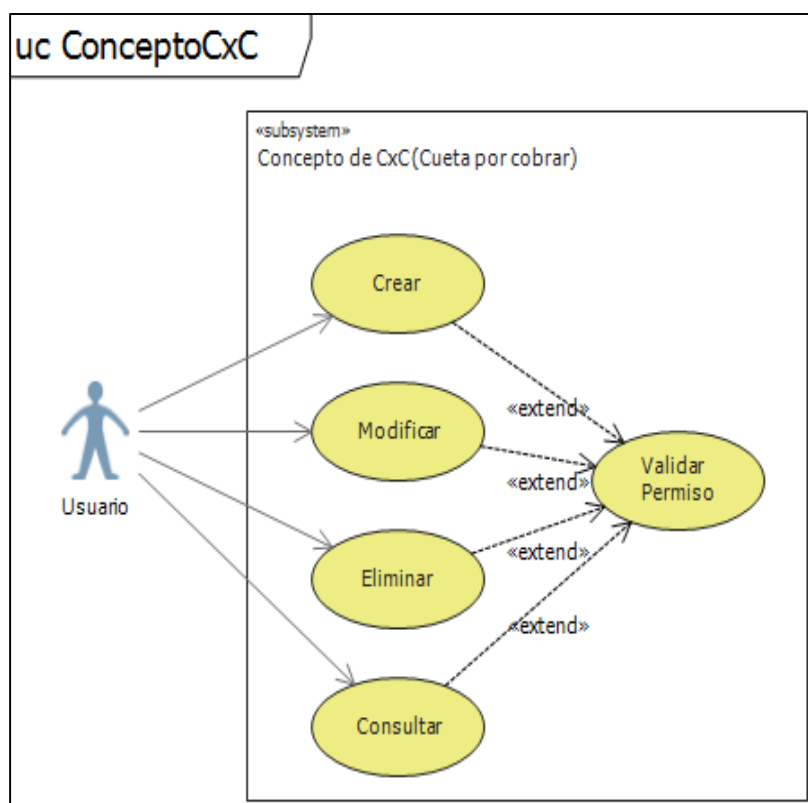 uc ConceptoCxC
«subsystem»
Concepto de CxC(Cueta por cobrar)
Crear
«extend»
Modificar
Validar
Permiso
«extend»
Usuario
«extend»
Eliminar
«extend»
Consultar